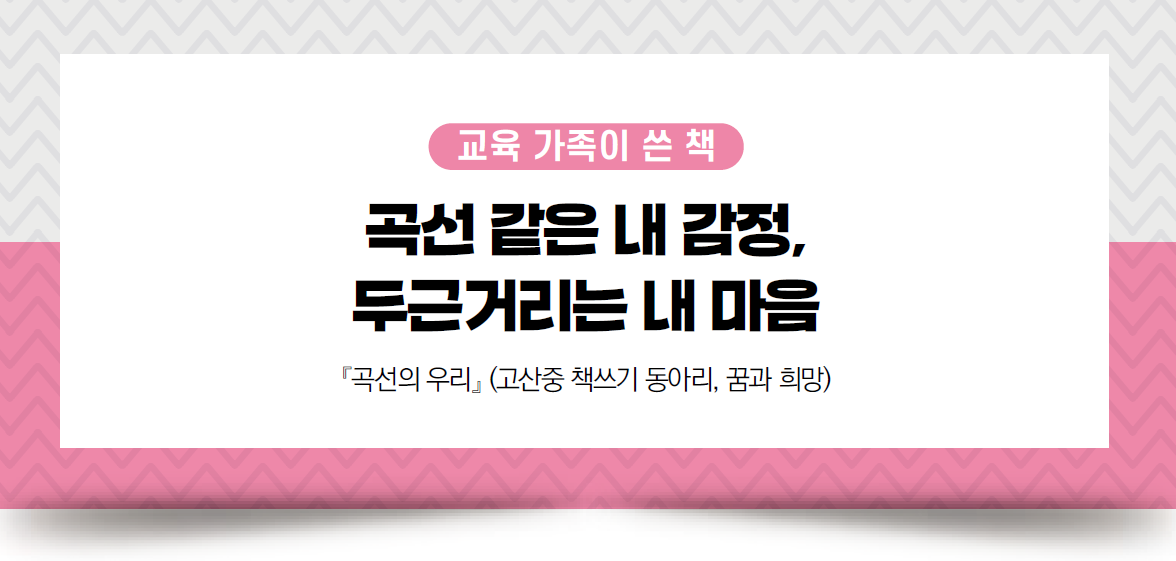 교육 가족이 쓴 책
곡선 같은 내 감정,
두근거리는 내 마음
『곡선의 우리』 (고산중 책쓰기 동아리, 꿈과 희망)